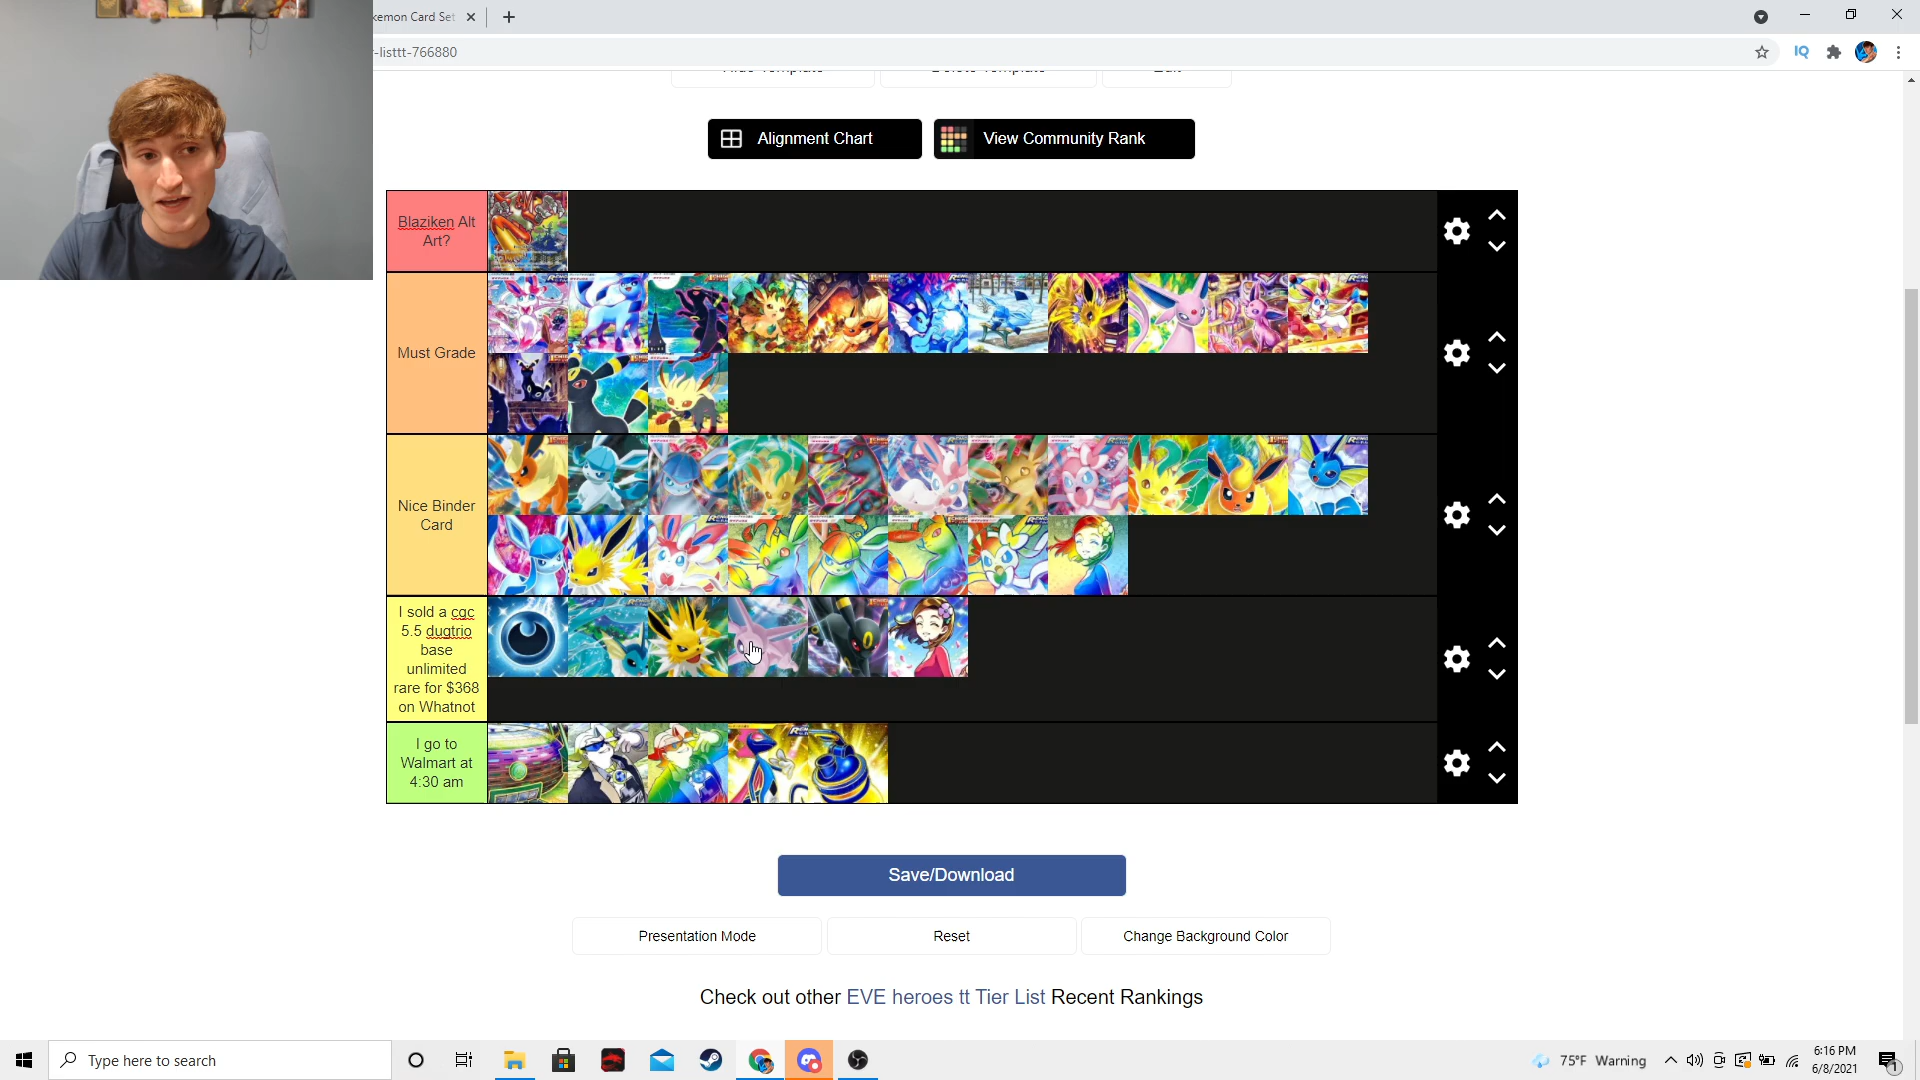 kemon Card Set
-listtt-766880
Alignment Chart
View Community Rank
Blaziken Alt
Art?
Must Grade
Nice Binder
Card
I sold a cgc
5.5 dugtrio
base
unlimited
rare for $368
on Whatnot
I go to
Walmart at
4:30 am
Save/Download
Presentation Mode
Reset
Change Background Color
Check out other EVE heroes tt Tier List Recent Rankings
Type here to search
75°F Warning
6:16 PM
6/8/2021
1
IQ